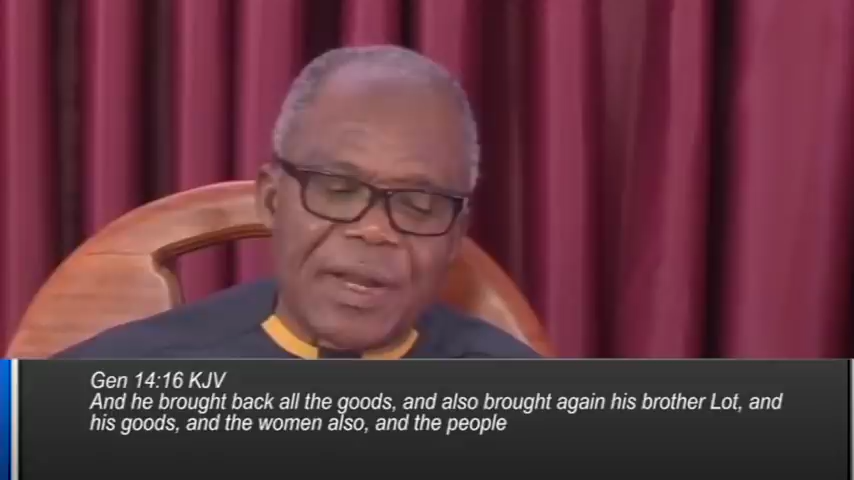 Gen 14:16 KJV
And he brought back all the goods, and also brought again his brother Lot, and
his goods, and the women also, and the people